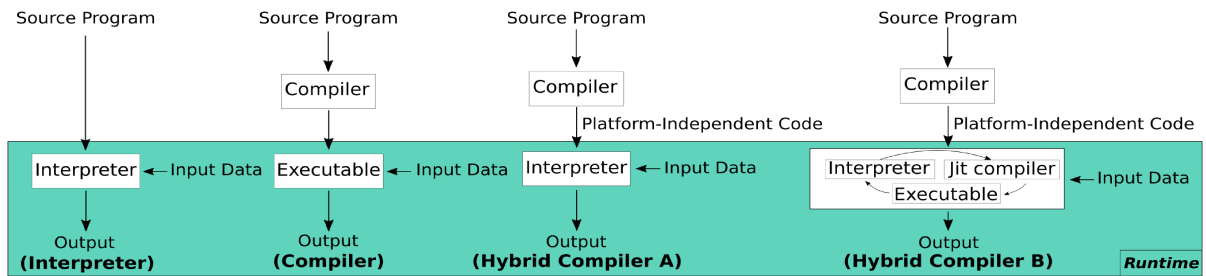 Source Program
Source Program
Source Program
Source Program
Compiler
Compiler
Compiler
Platform-Independent Code
Platform-Independent Code
Interpreter
Input Data
Executable
Input Data
Interpreter
Input Data
Interpreter
Jit compiler
Executable
Input Data
Output
(Interpreter)
Output
(Compiler)
Output
(Hybrid Compiler A)
Output
(Hybrid Compiler B)
Runtime